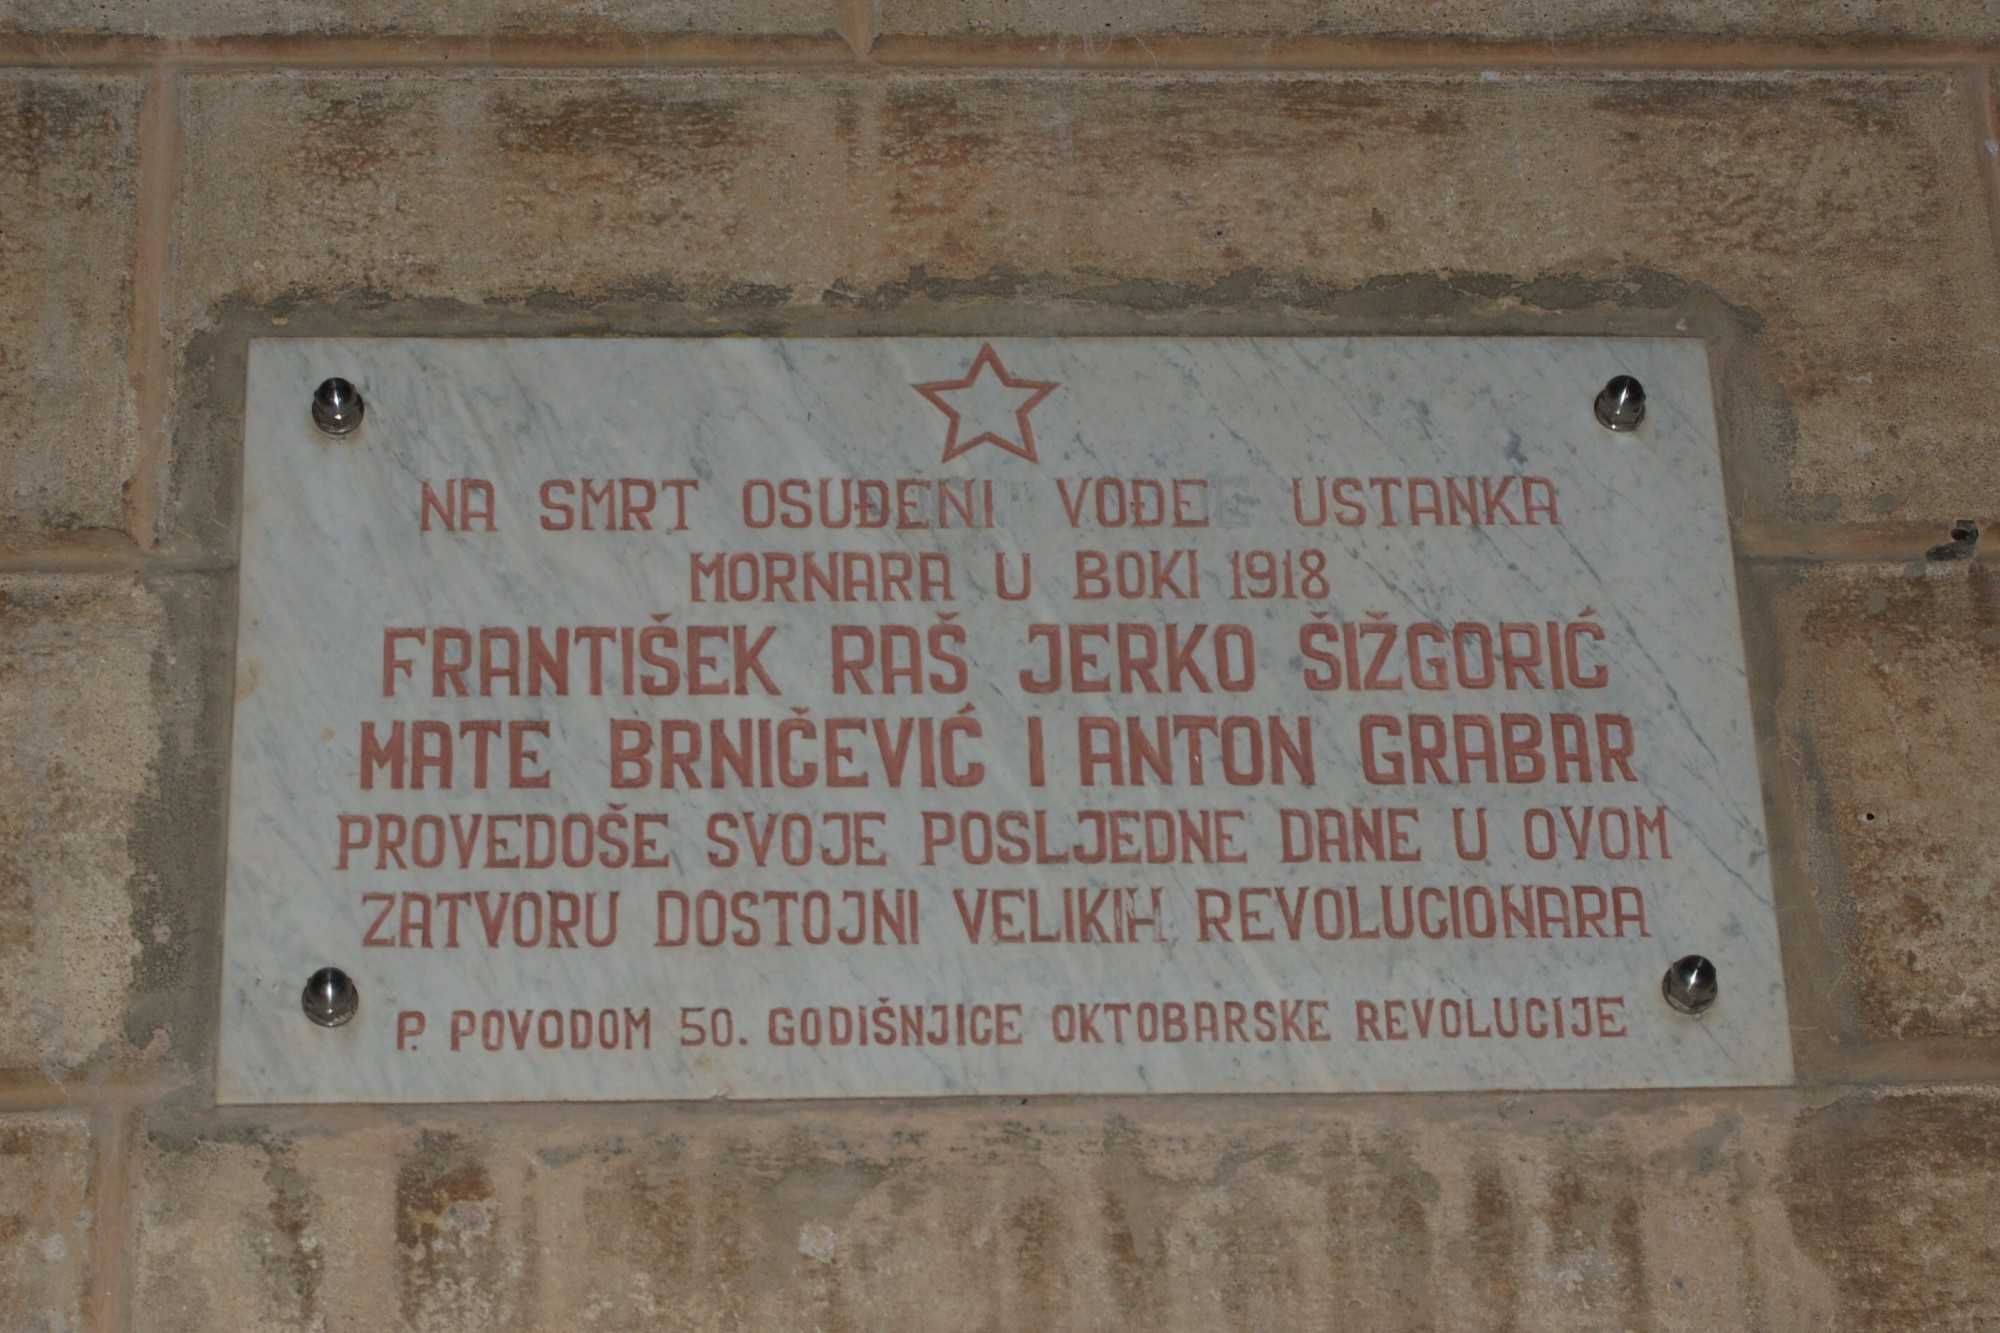 NA SMRT OSUĐENI VOĐE USTANKA
MORNARA U BOKI 1918
FRANTIŠEK RAŠ JERKO ŠIŽGORIĆ
MATE BRNIČEVIĆ I ANTON GRABAR
PROVEDOŠE SVOJE POSLJEDNE DANE U OVOM
ZATVORU DOSTOJNI VELIKIH REVOLUCIONARA
P. POVODOM 50. GODIŠNJICE OKTOBARSKE REVOLUCIJE